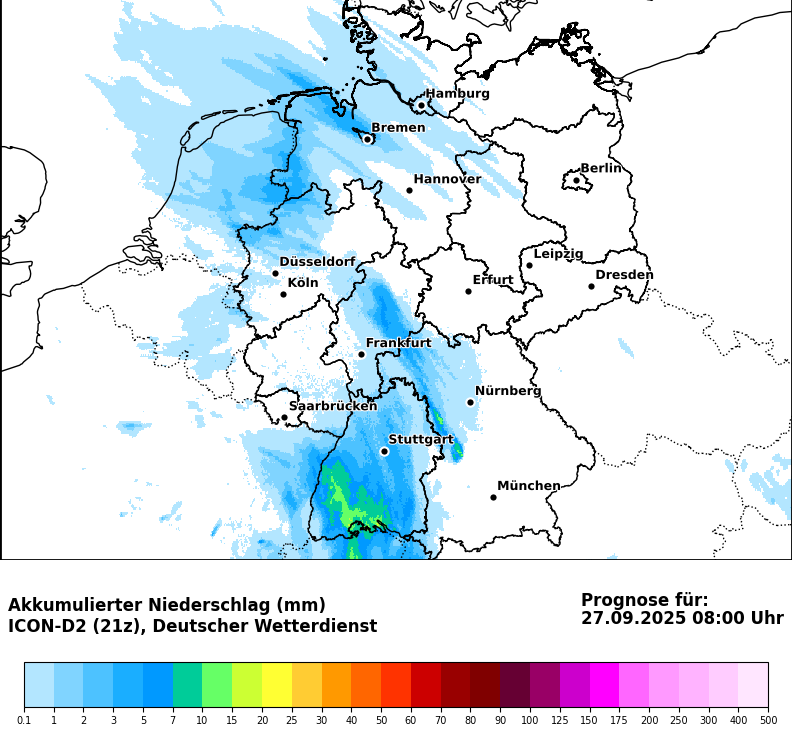 Hamburg
Bremen
Berlin
Hannover
Leipzig
Düsseldorf
Dresden
Erfurt
Köln
Frankfurt
Nürnberg
Saarbrücken
Stuttgart
München
Akkumulierter Niederschlag (mm)
ICON-D2 (21z), Deutscher Wetterdienst
Prognose für:
27.09.2025 08:00 Uhr
0.1 1 2 3 5 7 10 15 20 25 30 40 50 60 70 80 90 100 125 150 175 200 250 300 400 500